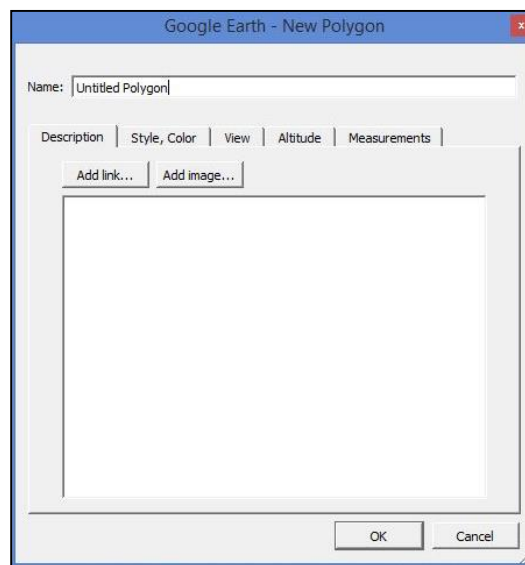 Google Earth - New Polygon
x
Name: Untitled Polygon
Description Style, Color View Altitude Measurements
Add link... Add image...
OK Cancel